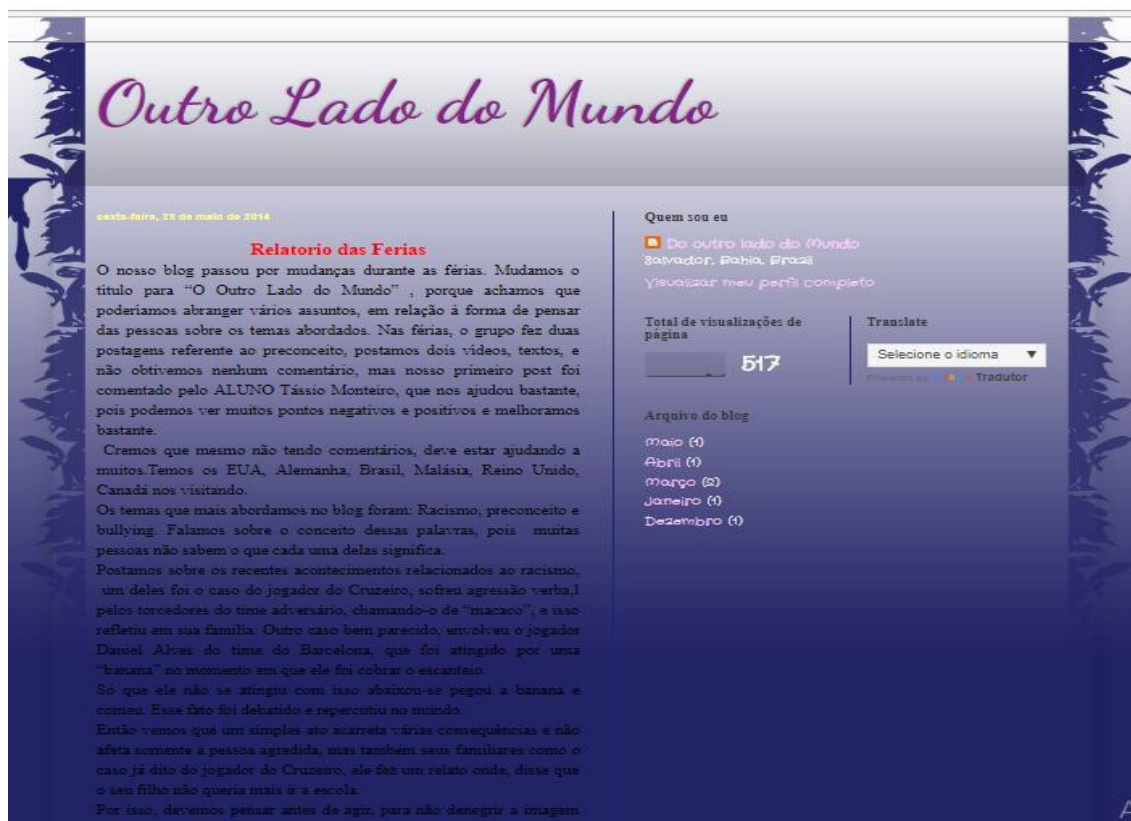 Outro Lado do Mundo
sexta-feira, 23 de maio de 2014
Relatorio das Ferias
O nosso blog passou por mudanças durante as férias. Mudamos o
titulo para “O Outro Lado do Mundo” , porque achamos que
poderíamos abranger vários assuntos, em relação à forma de pensar
das pessoas sobre os temas abordados. Nas férias, o grupo fez duas
postagens referente ao preconceito, postamos dois vídeos, textos, e
não obtivemos nenhum comentário, mas nosso primeiro post foi
comentado pelo ALUNO Tássio Monteiro, que nos ajudou bastante,
pois podemos ver muitos pontos negativos e positivos e melhoramos
bastante.
Cremos que mesmo não tendo comentários, deve estar ajudando a
muitos.Temos os EUA, Alemanha, Brasil, Malásia, Reino Unido,
Canadá nos visitando.
Os temas que mais abordamos no blog foram: Racismo, preconceito e
bullying. Falamos sobre o conceito dessas palavras, pois muitas
pessoas não sabem o que cada uma delas significa.
Postamos sobre os recentes acontecimentos relacionados ao racismo,
um deles foi o caso do jogador do Cruzeiro, sofreu agressão verba,l
pelos torcedores do time adversário, chamando-o de “macaco”, e isso
refletiu em sua familia. Outro caso bem parecido, envolveu o jogador
Daniel Alves do time do Barcelona, que foi atingido por uma
“banana” no momento em que ele foi cobrar o escanteio.
Só que ele não se atingiu com isso abaixou-se pegou a banana e
comeu. Esse fato foi debatido e repercutiu no mundo.
Então vemos que um simples ato acarreta várias consequências e não
afeta somente a pessoa agredida, mas também seus familiares como o
caso já dito do jogador do Cruzeiro, ele fez um relato onde, disse que
o seu filho não queria mais ir a escola.
Por isso, devemos pensar antes de agir, para não denegrir a imagem
Quem sou eu
Do outro lado do Mundo
Salvador, Bahia, Brasil
Visualizar meu perfil completo
Total de visualizações de
página
517
Translate
Selecione o idioma
Powered by Tradutor
Arquivo do blog
Maio (1)
Abril (1)
Março (2)
Janeiro (1)
Dezembro (1)